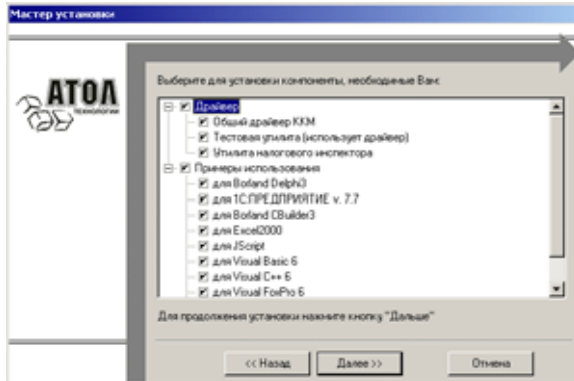 Мастер установки
АТОЛ
ТЕХНОЛОГИИ
Выберите для установки компоненты, необходимые Вам:
Драйвер
Общий драйвер ККМ
Тестовая утилита (использует драйвер)
Утилита налогового инспектора
Примеры использования
для Borland Delphi3
для 1С:ПРЕДПРИЯТИЕ v. 7.7
для Borland CBuilder3
для Excel2000
для JScript
для Visual Basic 6
для Visual C++ 6
для Visual FoxPro 6
Для продолжения установки нажмите кнопку "Дальше"
<< Назад
Далее >>
Отмена